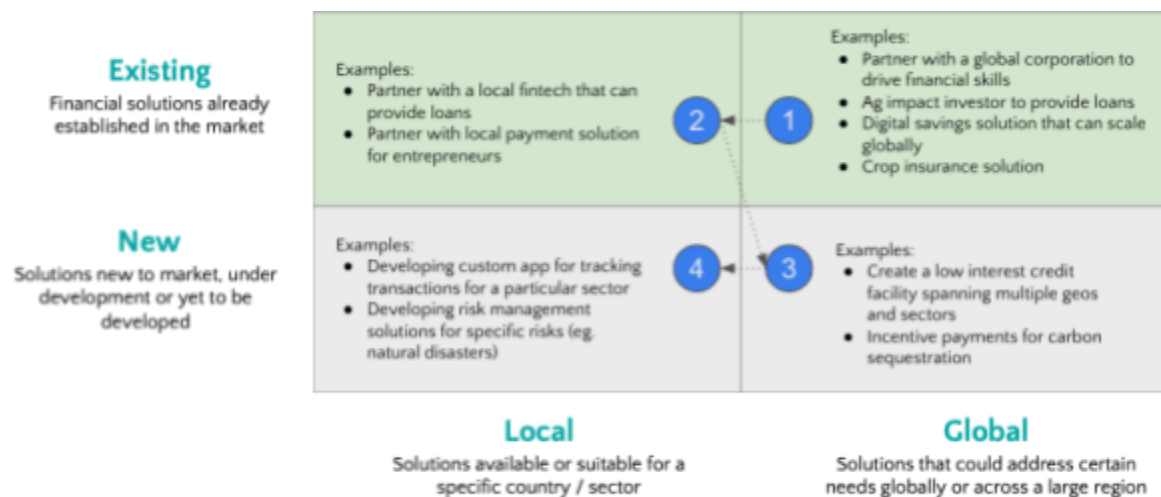 Existing
Financial solutions already
established in the market
Examples:
● Partner with a local fintech that can
provide loans
● Partner with local payment solution
for entrepreneurs
2
1
Examples:
● Partner with a global corporation to
drive financial skills
● Ag impact investor to provide loans
● Digital savings solution that can scale
globally
● Crop insurance solution
New
Solutions new to market, under
development or yet to be
developed
Examples:
● Developing custom app for tracking
transactions for a particular sector
● Developing risk management
solutions for specific risks (eg.
natural disasters)
4
3
Examples:
● Create a low interest credit
facility spanning multiple geos
and sectors
● Incentive payments for carbon
sequestration
Local
Solutions available or suitable for a
specific country / sector
Global
Solutions that could address certain
needs globally or across a large region